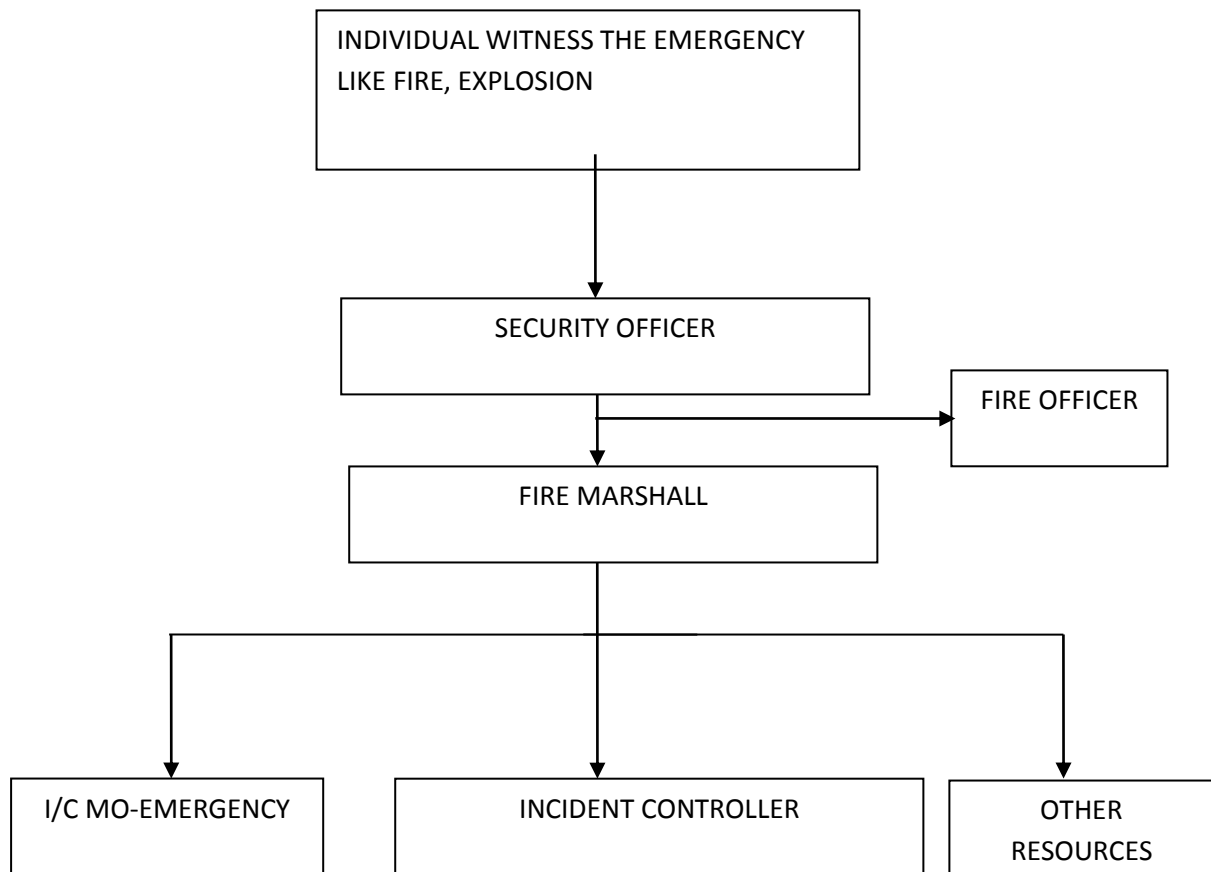 INDIVIDUAL WITNESS THE EMERGENCY
LIKE FIRE, EXPLOSION
SECURITY OFFICER
FIRE OFFICER
FIRE MARSHALL
I/C MO-EMERGENCY
INCIDENT CONTROLLER
OTHER
RESOURCES